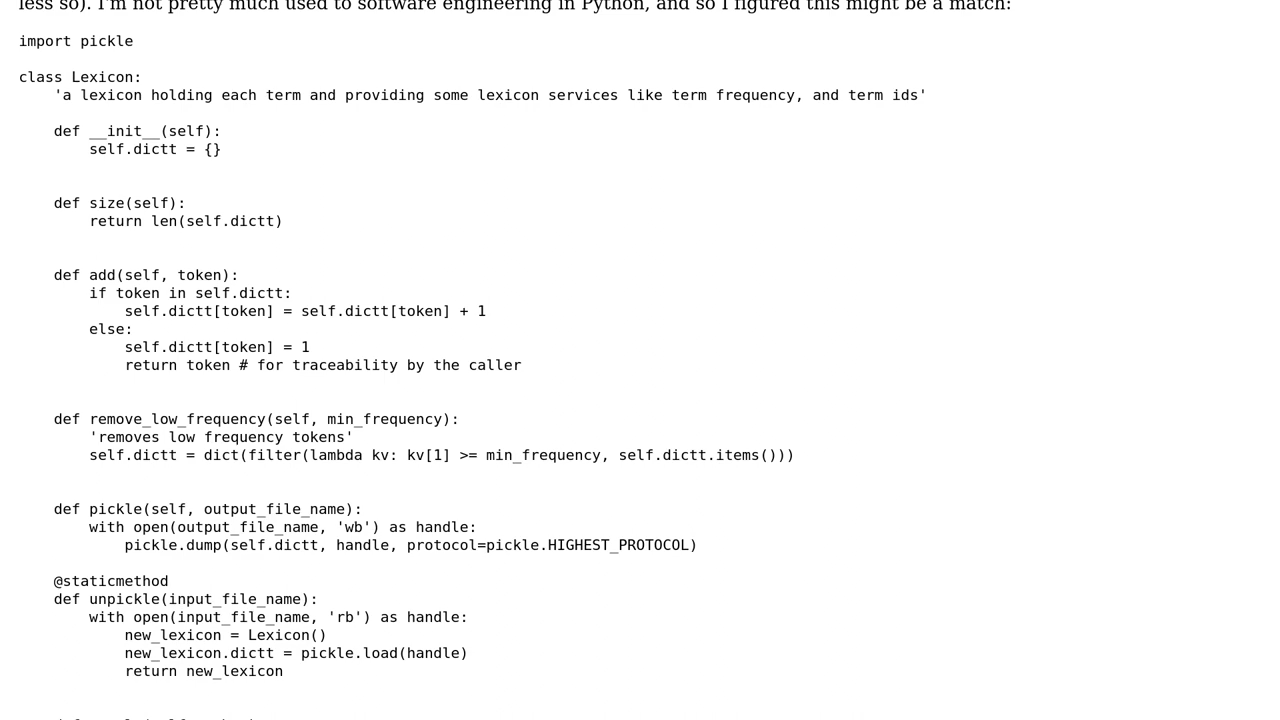 less so). I'm not pretty much used to software engineering in Python, and so I figured this might be a match:
import pickle
class Lexicon:
    'a lexicon holding each term and providing some lexicon services like term frequency, and term ids'
    def __init__(self):
        self.dictt = {}
    def size(self):
        return len(self.dictt)
    def add(self, token):
        if token in self.dictt:
            self.dictt[token] = self.dictt[token] + 1
        else:
            self.dictt[token] = 1
            return token # for traceability by the caller
    def remove_low_frequency(self, min_frequency):
        'removes low frequency tokens'
        self.dictt = dict(filter(lambda kv: kv[1] >= min_frequency, self.dictt.items()))
    def pickle(self, output_file_name):
        with open(output_file_name, 'wb') as handle:
            pickle.dump(self.dictt, handle, protocol=pickle.HIGHEST_PROTOCOL)
    @staticmethod
    def unpickle(input_file_name):
        with open(input_file_name, 'rb') as handle:
            new_lexicon = Lexicon()
            new_lexicon.dictt = pickle.load(handle)
            return new_lexicon